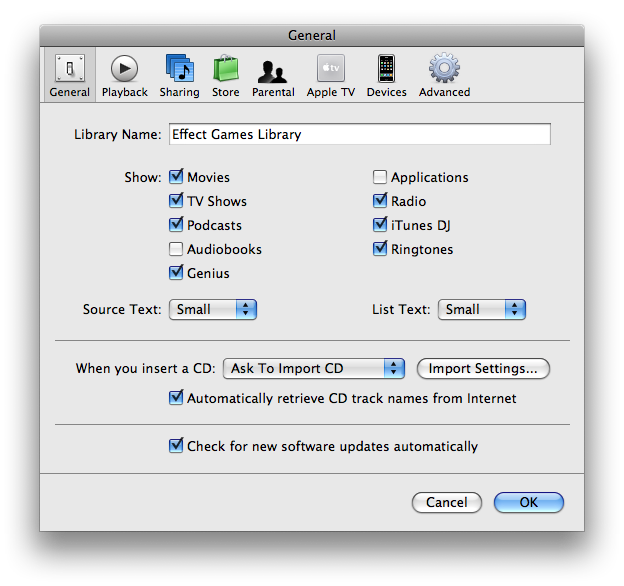 General
General Playback Sharing Store Parental Apple TV Devices Advanced
Library Name: Effect Games Library
Show: Movies Applications
TV Shows Radio
Podcasts iTunes DJ
Audiobooks Ringtones
Genius
Source Text: Small List Text: Small
When you insert a CD: Ask To Import CD Import Settings...
Automatically retrieve CD track names from Internet
Check for new software updates automatically
Cancel OK